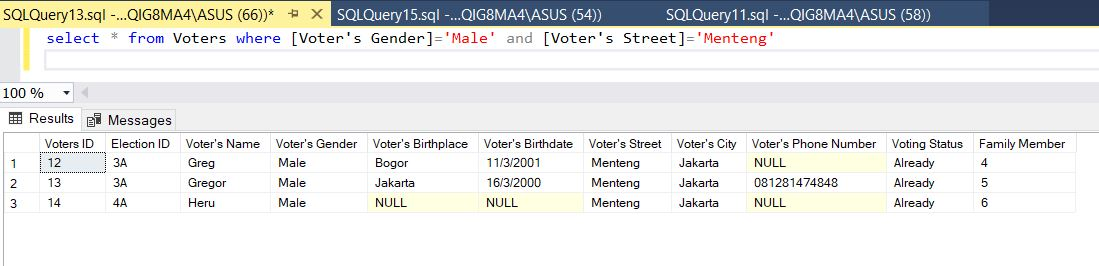 SQLQuery13.sql -...QIG8MA4\ASUS (66))* SQLQuery15.sql -...QIG8MA4\ASUS (54)) SQLQuery11.sql -...QIG8MA4\ASUS (58))
select * from Voters where [Voter's Gender]='Male' and [Voter's Street]='Menteng'
100 %
Results Messages
Voters ID Election ID Voter's Name Voter's Gender Voter's Birthplace Voter's Birthdate Voter's Street Voter's City Voter's Phone Number Voting Status Family Member
1 12 3A Greg Male Bogor 11/3/2001 Menteng Jakarta NULL Already 4
2 13 3A Gregor Male Jakarta 16/3/2000 Menteng Jakarta 081281474848 Already 5
3 14 4A Heru Male NULL NULL Menteng Jakarta NULL Already 6